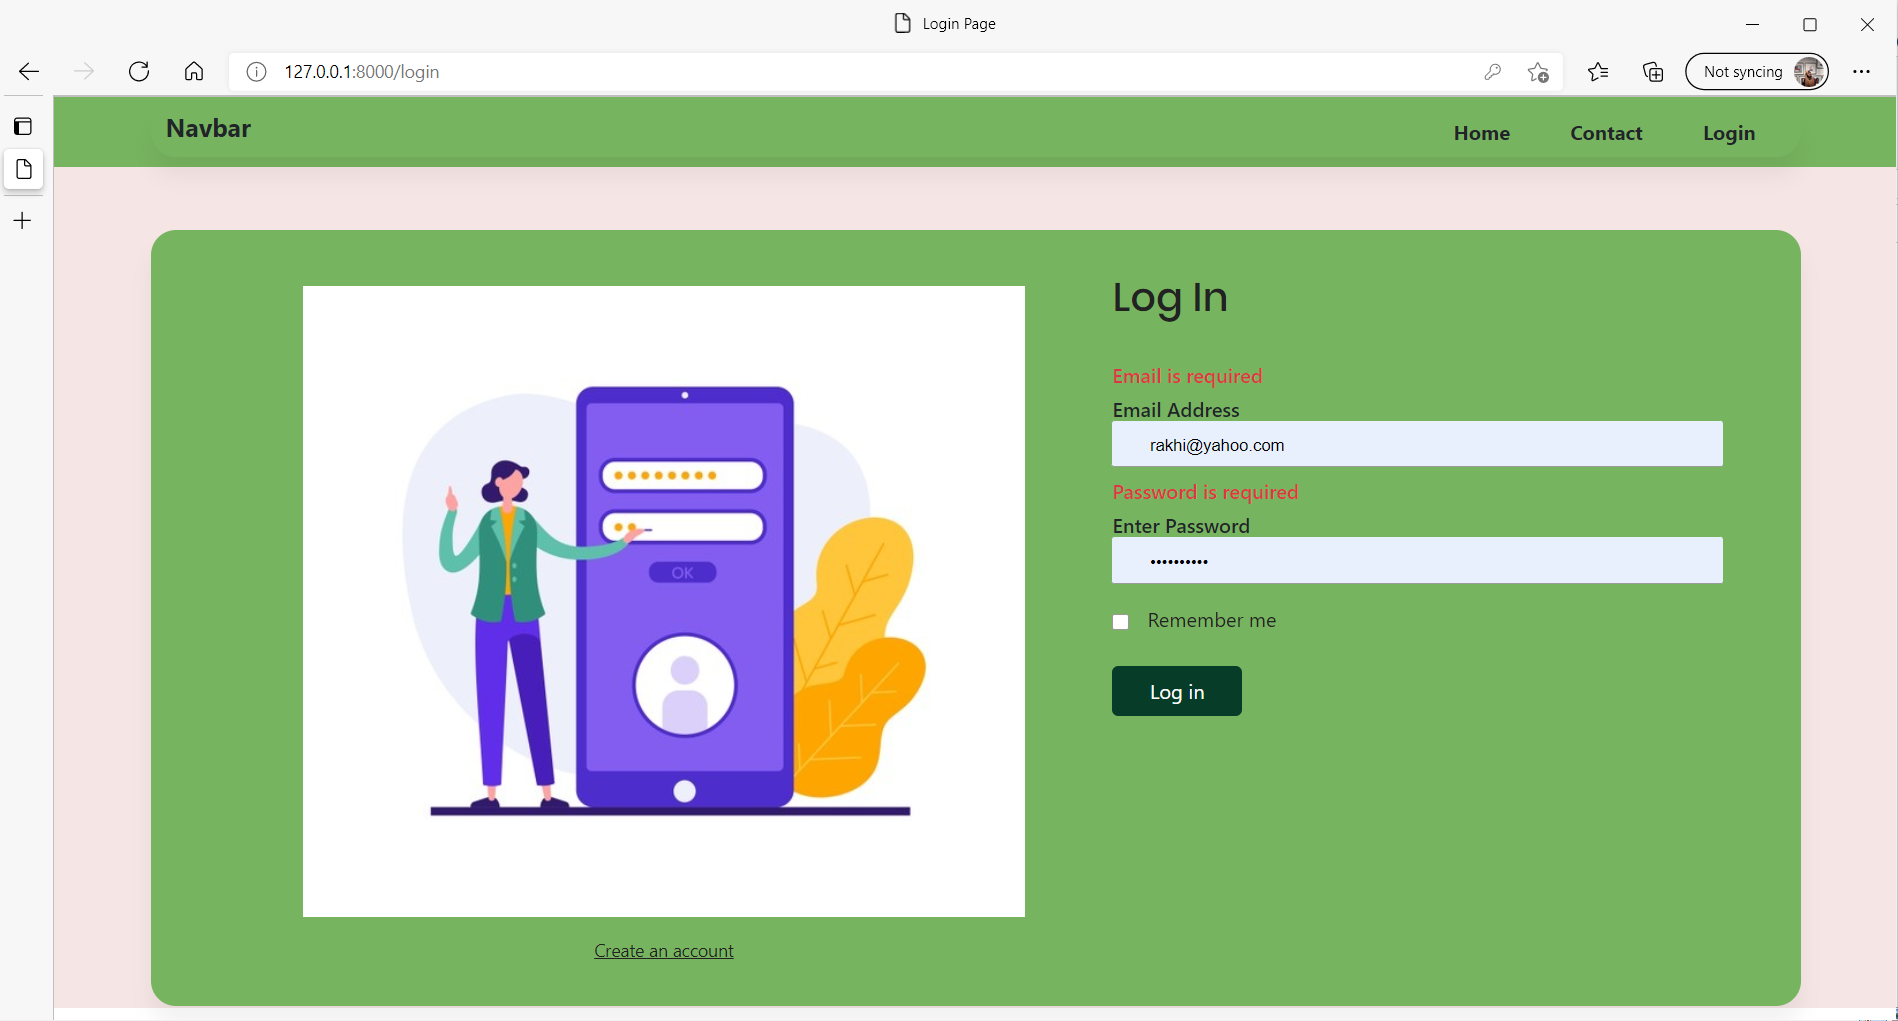 Login Page
127.0.0.1:8000/login
Not syncing
Navbar
Home Contact Login
Log In
Email is required
Email Address
rakhi@yahoo.com
Password is required
Enter Password
Remember me
Log in
OK
Create an account